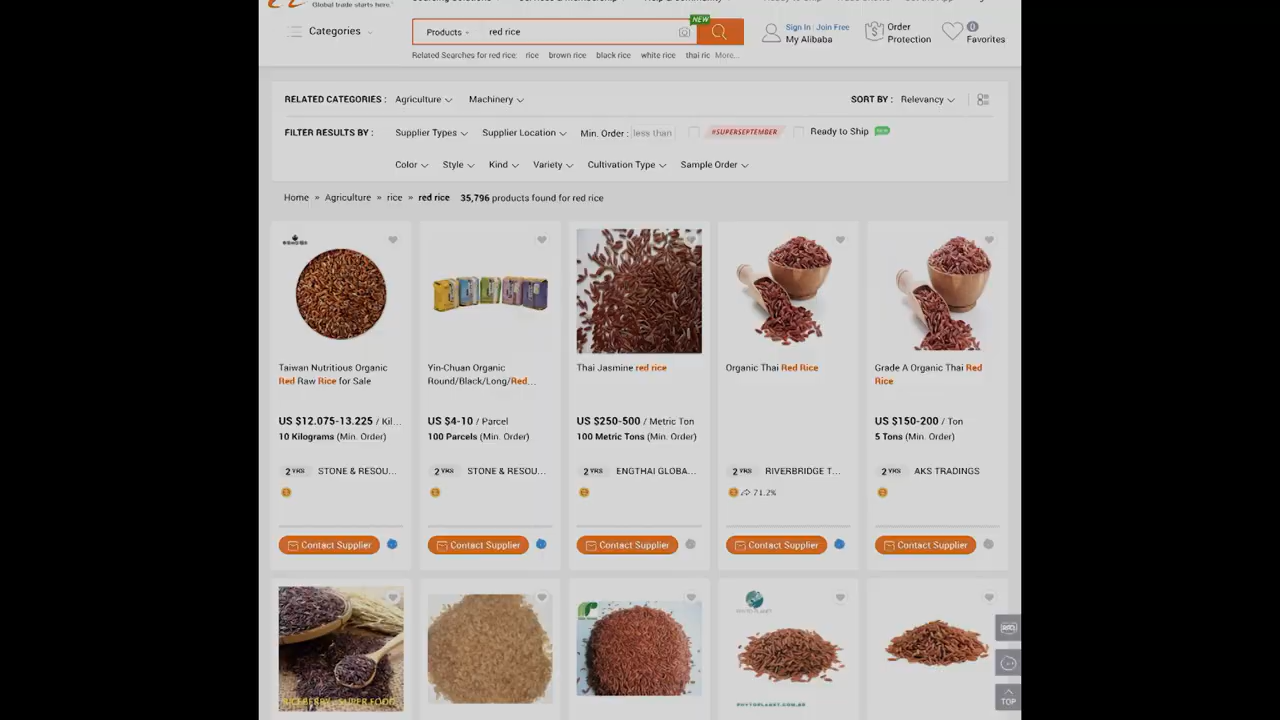 Global trade starts here.
Categories
Products
red rice
NEW
Sign In Join Free
My Alibaba
Order
Protection
0
Favorites
Related Searches for red rice: rice brown rice black rice white rice thai ric More...
RELATED CATEGORIES : Agriculture Machinery
SORT BY : Relevancy
FILTER RESULTS BY : Supplier Types Supplier Location Min. Order : less than #SUPERSEPTEMBER Ready to Ship
Color Style Kind Variety Cultivation Type Sample Order
Home » Agriculture » rice » red rice 35,796 products found for red rice
Taiwan Nutritious Organic
Red Raw Rice for Sale
US $12.075-13.225 / Kil...
10 Kilograms (Min. Order)
2 YRS STONE & RESOU...
Contact Supplier
Yin-Chuan Organic
Round/Black/Long/Red...
US $4-10 / Parcel
100 Parcels (Min. Order)
2 YRS STONE & RESOU...
Contact Supplier
Thai Jasmine red rice
US $250-500 / Metric Ton
100 Metric Tons (Min. Order)
2 YRS ENGTHAI GLOBA...
Contact Supplier
Organic Thai Red Rice
2 YRS RIVERBRIDGE T...
71.2%
Contact Supplier
Grade A Organic Thai Red
Rice
US $150-200 / Ton
5 Tons (Min. Order)
2 YRS AKS TRADINGS
Contact Supplier
RICEBERRY - SUPER FOOD
PHYTO PLANET
PHYTOPLANET.COM.BR
RFQ
TOP